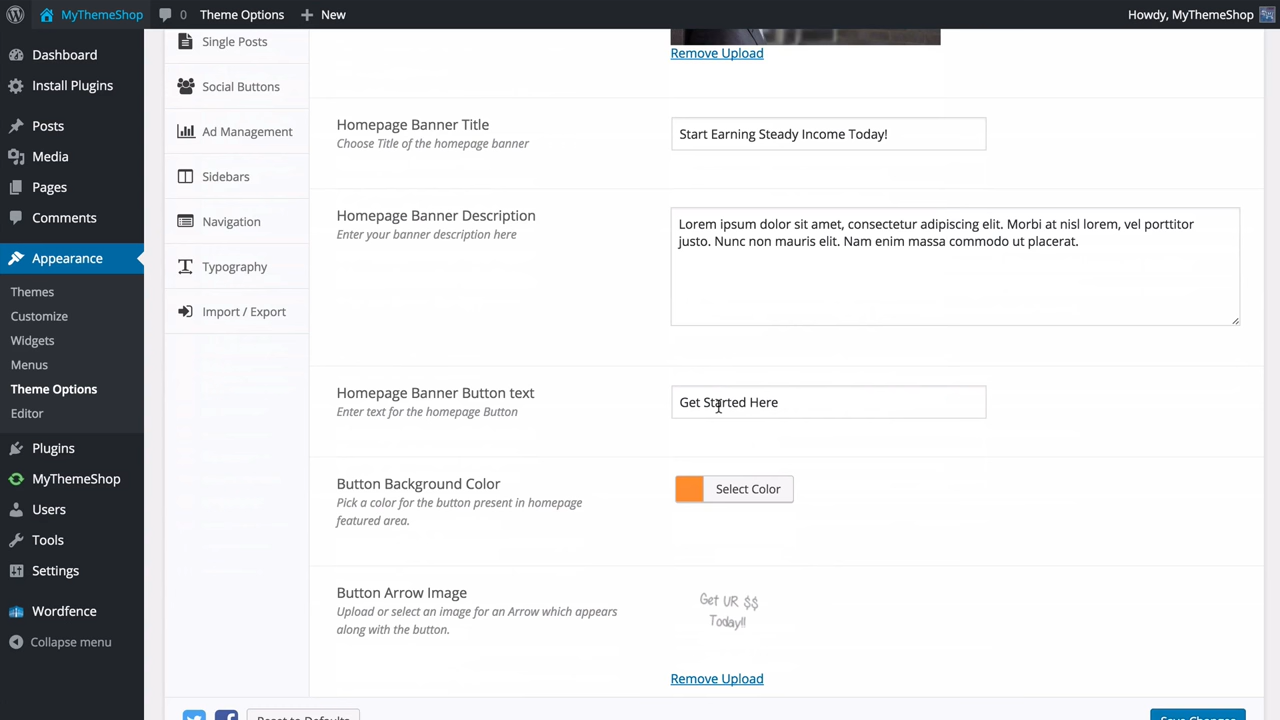 MyThemeShop 0 Theme Options New Howdy, MyThemeShop
Dashboard
Install Plugins
Posts
Media
Pages
Comments
Appearance
Themes
Customize
Widgets
Menus
Theme Options
Editor
Plugins
MyThemeShop
Users
Tools
Settings
Wordfence
Collapse menu
Single Posts
Social Buttons
Ad Management
Sidebars
Navigation
Typography
Import / Export
Remove Upload
Homepage Banner Title
Choose Title of the homepage banner
Start Earning Steady Income Today!
Homepage Banner Description
Enter your banner description here
Lorem ipsum dolor sit amet, consectetur adipiscing elit. Morbi at nisl lorem, vel porttitor
justo. Nunc non mauris elit. Nam enim massa commodo ut placerat.
Homepage Banner Button text
Enter text for the homepage Button
Get Started Here
Button Background Color
Pick a color for the button present in homepage
featured area.
Select Color
Button Arrow Image
Upload or select an image for an Arrow which appears
along with the button.
Get UR $$
Today!!
Remove Upload
Reset to Defaults
Save Changes